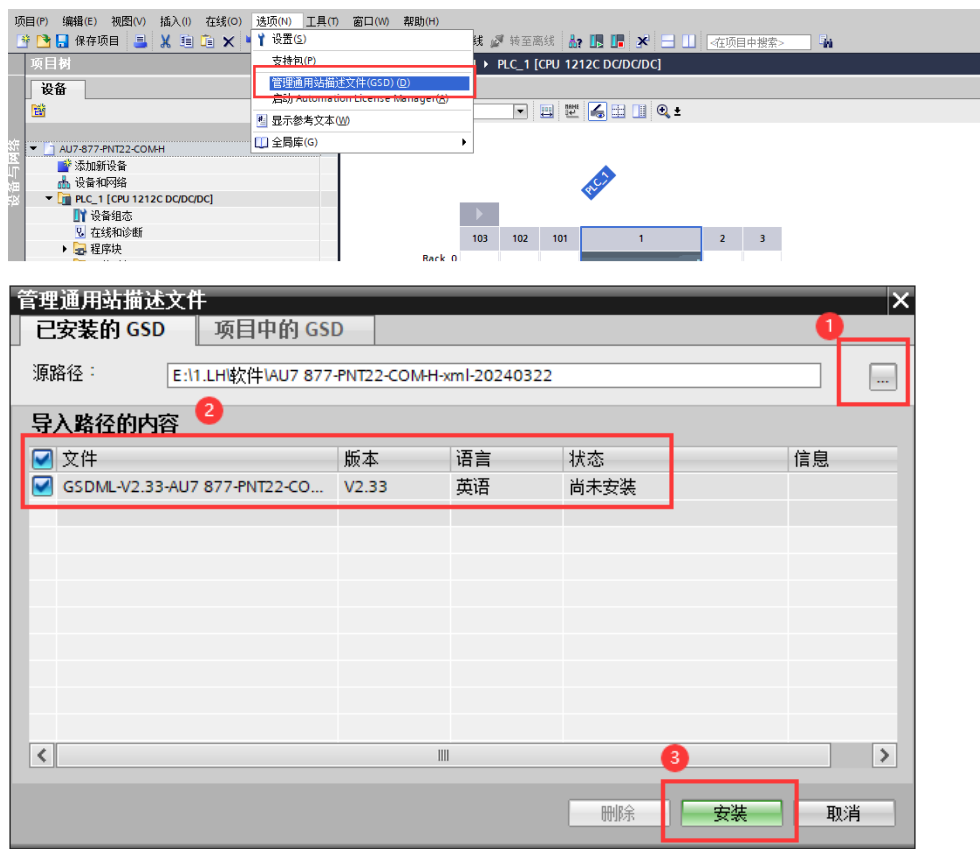 项目(P) 编辑(E) 视图(V) 插入(I) 在线(O) 选项(N) 工具(T) 窗口(W) 帮助(H)
保存项目 线 转至离线 <在项目中搜索>
设置(S)
支持包(P)
管理通用站描述文件(GSD) (D)
启动 Automation License Manager(A)
显示参考文本(W)
全局库(G)
项目树
PLC_1 [CPU 1212C DC/DC/DC]
设备
设备与网络
AU7-877-PNT22-COM-H
添加新设备
设备和网络
PLC_1 [CPU 1212C DC/DC/DC]
设备组态
在线和诊断
程序块
PLC_1
103 102 101 1 2 3
Rack_0
管理通用站描述文件
已安装的 GSD 项目中的 GSD
1
源路径： E:\1.LH\软件\AU7 877-PNT22-COM-H-xml-20240322 ...
导入路径的内容 2
文件 版本 语言 状态 信息
GSDML-V2.33-AU7 877-PNT22-CO... V2.33 英语 尚未安装
3
删除 安装 取消